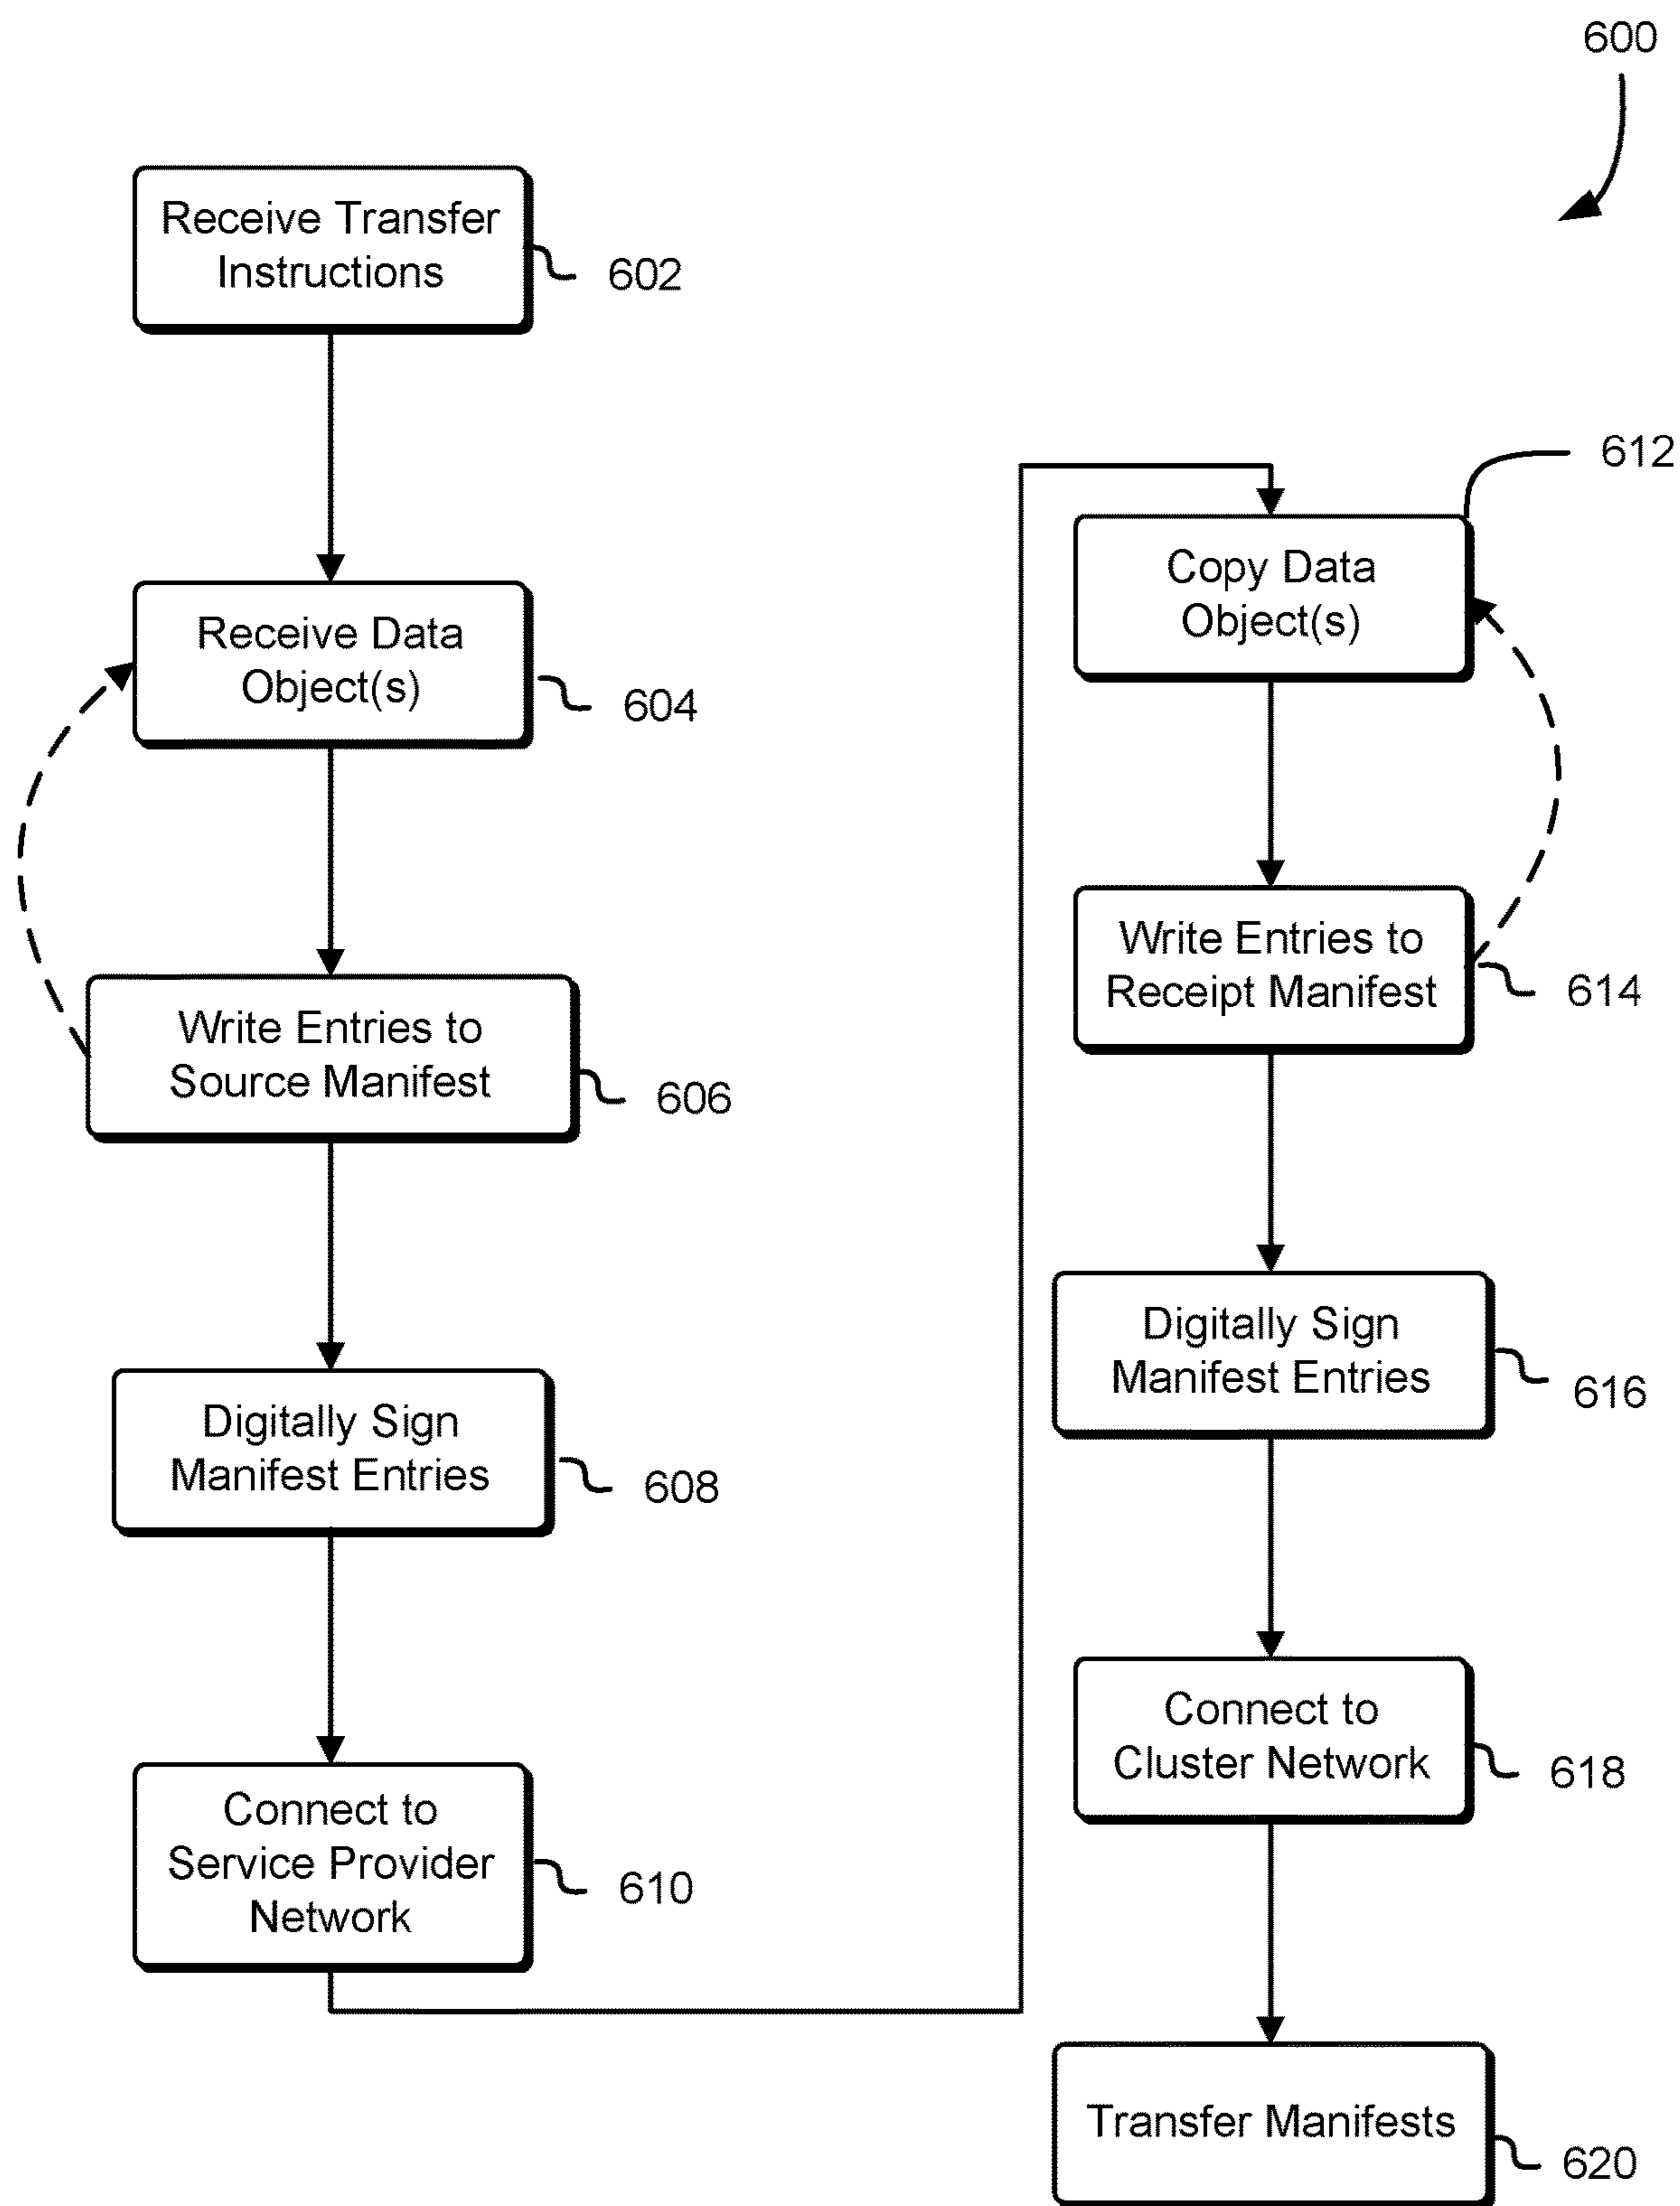 600
Receive Transfer
Instructions
602
Receive Data
Object(s)
604
Write Entries to
Source Manifest
606
Digitally Sign
Manifest Entries
608
Connect to
Service Provider
Network
610
612
Copy Data
Object(s)
Write Entries to
Receipt Manifest
614
Digitally Sign
Manifest Entries
616
Connect to
Cluster Network
618
Transfer Manifests
620